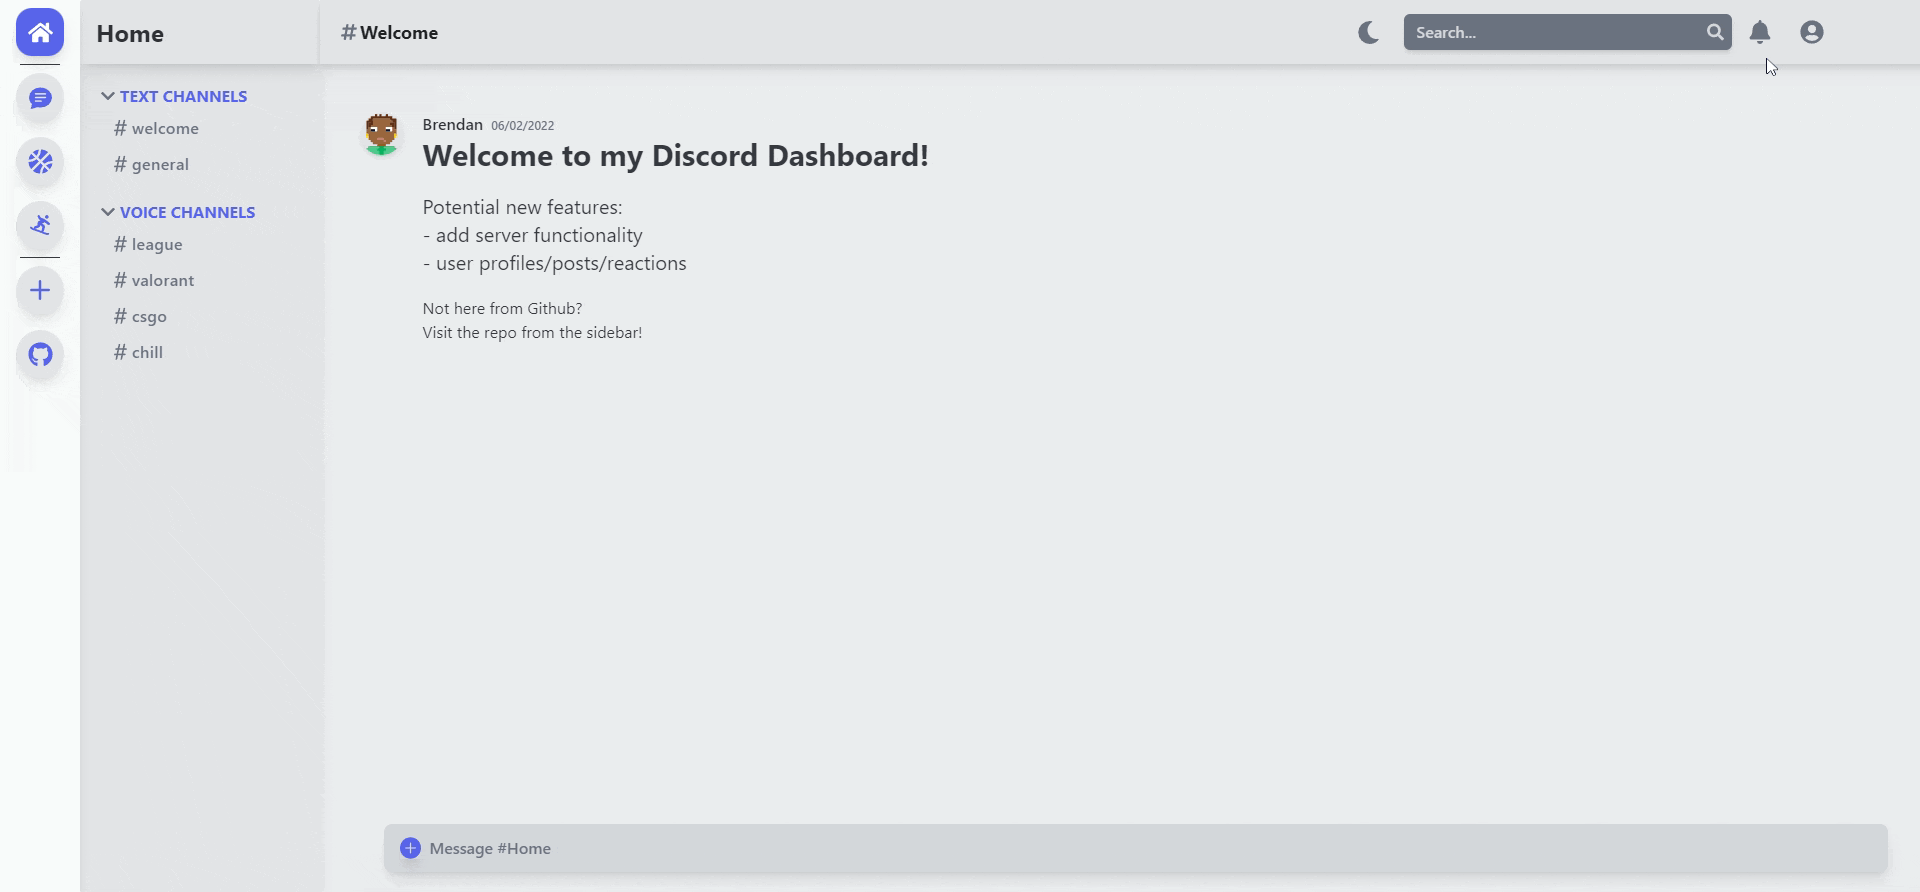 Home
# Welcome
Search...
TEXT CHANNELS
# welcome
# general
VOICE CHANNELS
# league
# valorant
# csgo
# chill
Brendan 06/02/2022
Welcome to my Discord Dashboard!
Potential new features:
- add server functionality
- user profiles/posts/reactions
Not here from Github?
Visit the repo from the sidebar!
Message #Home